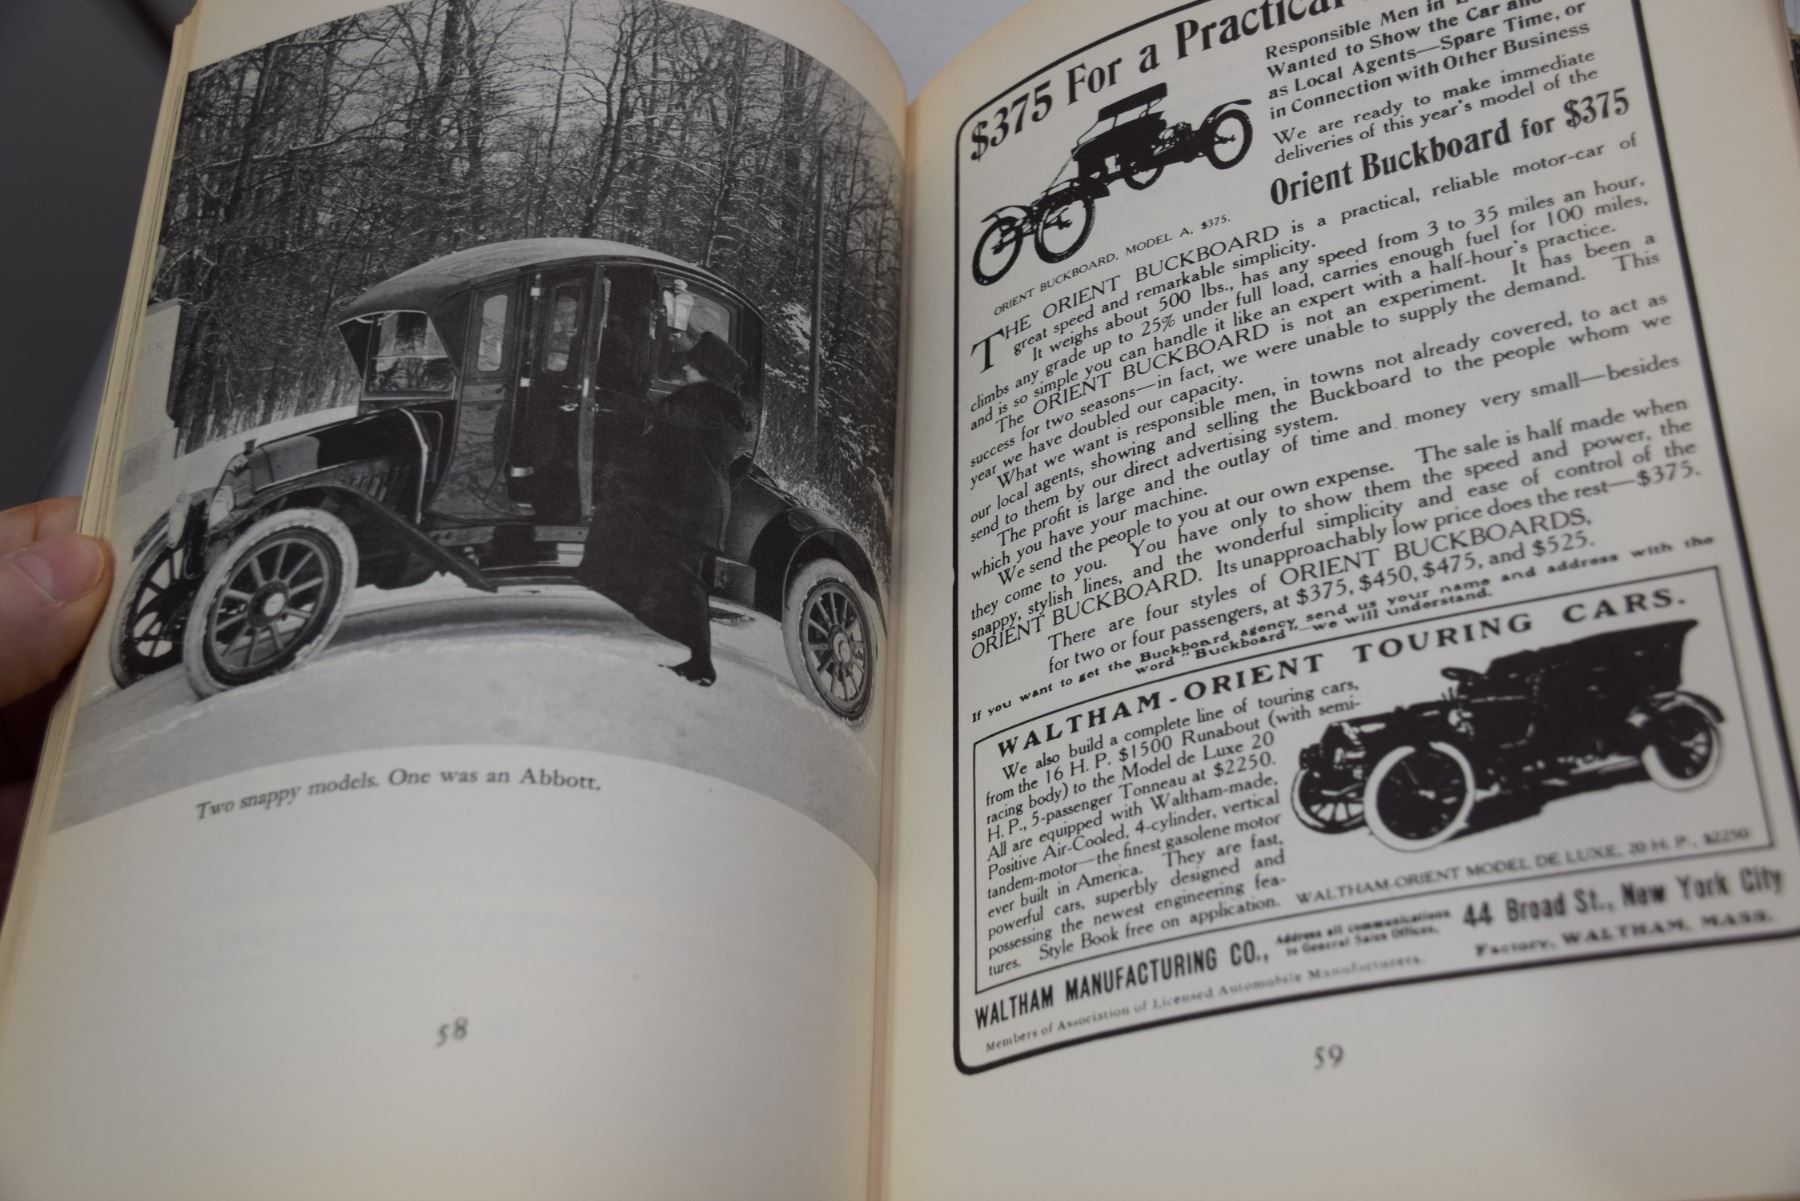 LER
Two snappy models. One was an Abbott.
58
$375 For a Practical
Responsible Men in
Wanted to Show the Car and
as Local Agents—Spare Time, or
in Connection with Other Business
We are ready to make immediate
deliveries of this year's model of the
Orient Buckboard for $375
ORIENT BUCKBOARD, MODEL A, $375.
THE ORIENT BUCKBOARD is a practical, reliable motor-car of
great speed and remarkable simplicity.
It weighs about 500 lbs., has any speed from 3 to 35 miles an hour,
climbs any grade up to 25% under full load, carries enough fuel for 100 miles,
and is so simple you can handle it like an expert with a half-hour's practice.
The ORIENT BUCKBOARD is not an experiment. It has been a
success for two seasons—in fact, we were unable to supply the demand. This
year we have doubled our capacity.
What we want is responsible men, in towns not already covered, to act as
our local agents, showing and selling the Buckboard to the people whom we
send to them by our direct advertising system.
The profit is large and the outlay of time and money very small—besides
which you have your machine.
We send the people to you at our own expense. The sale is half made when
they come to you. You have only to show them the speed and power, the
snappy, stylish lines, and the wonderful simplicity and ease of control of the
ORIENT BUCKBOARD. Its unapproachably low price does the rest—$375.
There are four styles of ORIENT BUCKBOARDS,
for two or four passengers, at $375, $450, $475, and $525.
If you want to get the Buckboard agency send us your name and address with the
word "Buckboard"—we will understand.
WALTHAM-ORIENT TOURING CARS.
We also build a complete line of touring cars,
from the 16 H. P. $1500 Runabout (with semi-
racing body) to the Model de Luxe 20
H. P., 5-passenger Tonneau at $2250.
All are equipped with Waltham-made,
Positive Air-Cooled, 4-cylinder, vertical
tandem-motor—the finest gasolene motor
ever built in America. They are fast,
powerful cars, superbly designed and
possessing the newest engineering fea-
tures. Style Book free on application.
WALTHAM-ORIENT MODEL DE LUXE, 20 H. P., $2250
WALTHAM MANUFACTURING CO., Address all communications
to General Sales Offices, 44 Broad St., New York City
Members of Association of Licensed Automobile Manufacturers. Factory, WALTHAM, MASS.
59